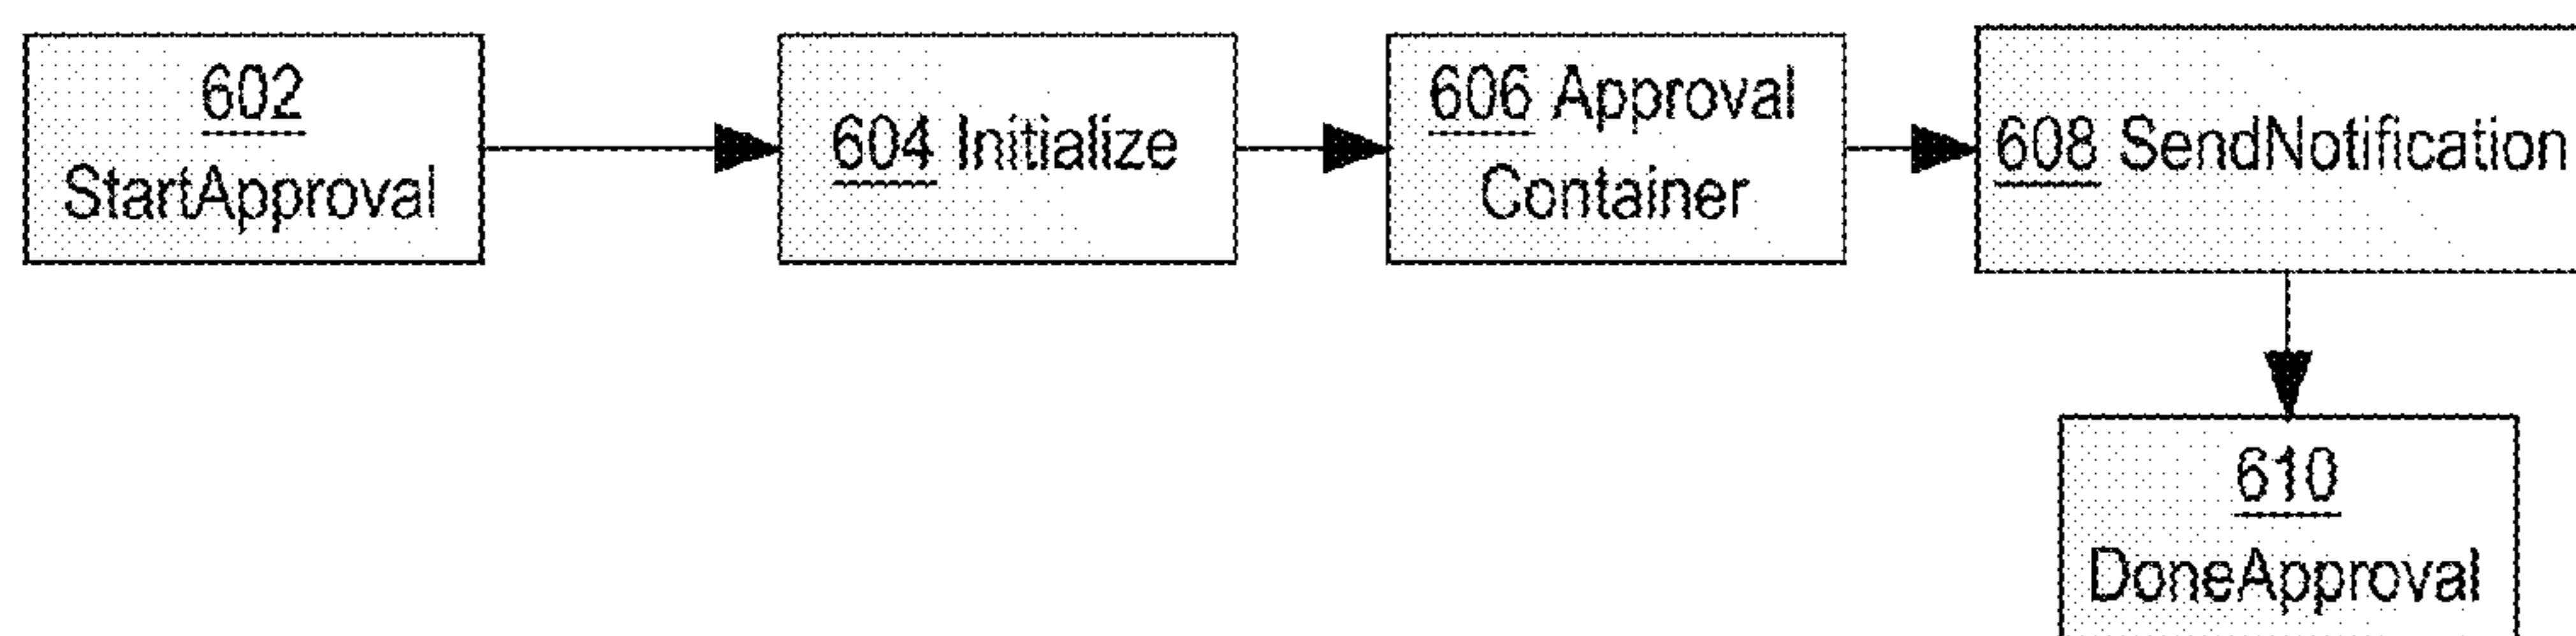 602
StartApproval
604 Initialize
606 Approval
Container
608 SendNotification
610
DoneApproval